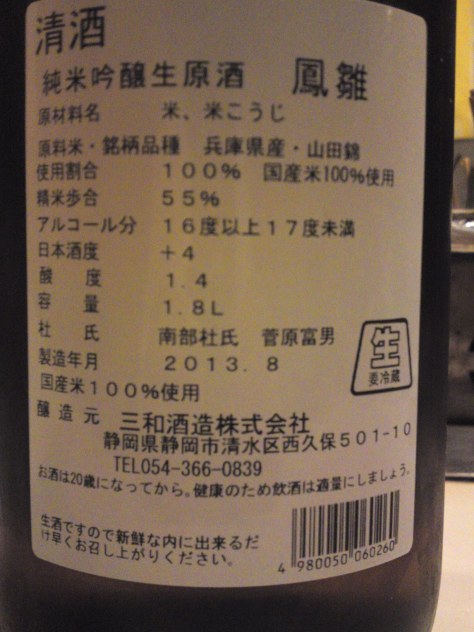 清酒
純米吟醸生原酒 鳳雛
原材料名 米、米こうじ
原料米・銘柄品種 兵庫県産・山田錦
使用割合 １００％ 国産米100％使用
精米歩合 ５５％
アルコール分 １６度以上１７度未満
日本酒度 ＋４
酸度 １．４
容量 １．８Ｌ
杜氏 南部杜氏 菅原富男
製造年月 ２０１３．８
国産米１００％使用
生
要冷蔵
醸造元 三和酒造株式会社
静岡県静岡市清水区西久保５０１-１０
TEL054-366-0839
お酒は20歳になってから。健康のため飲酒は適量にしましょう。
生酒ですので新鮮な内に出来るだ
け早くお召し上がりください。
4 980050 060260